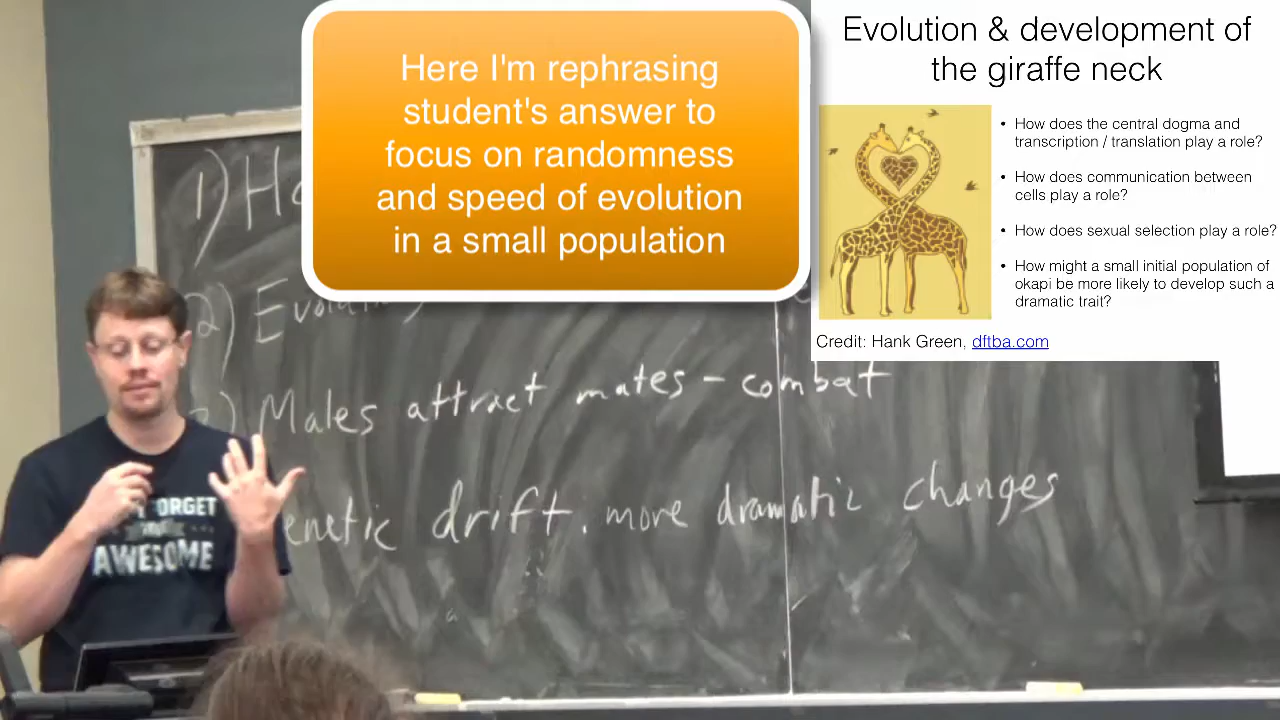 Here I'm rephrasing
student's answer to
focus on randomness
and speed of evolution
in a small population
Evolution & development of
the giraffe neck
• How does the central dogma and
transcription / translation play a role?
• How does communication between
cells play a role?
• How does sexual selection play a role?
• How might a small initial population of
okapi be more likely to develop such a
dramatic trait?
Credit: Hank Green, dftba.com
1)
2)
Males attract mates - combat
drift. more dramatic changes
AWESOME